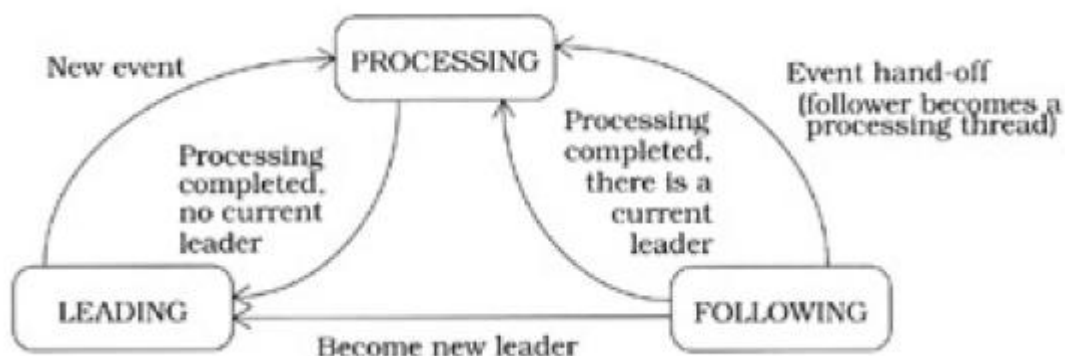 PROCESSING
New event
Event hand-off
(follower becomes a
processing thread)
Processing
completed,
no current
leader
Processing
completed,
there is a
current
leader
LEADING
FOLLOWING
Become new leader